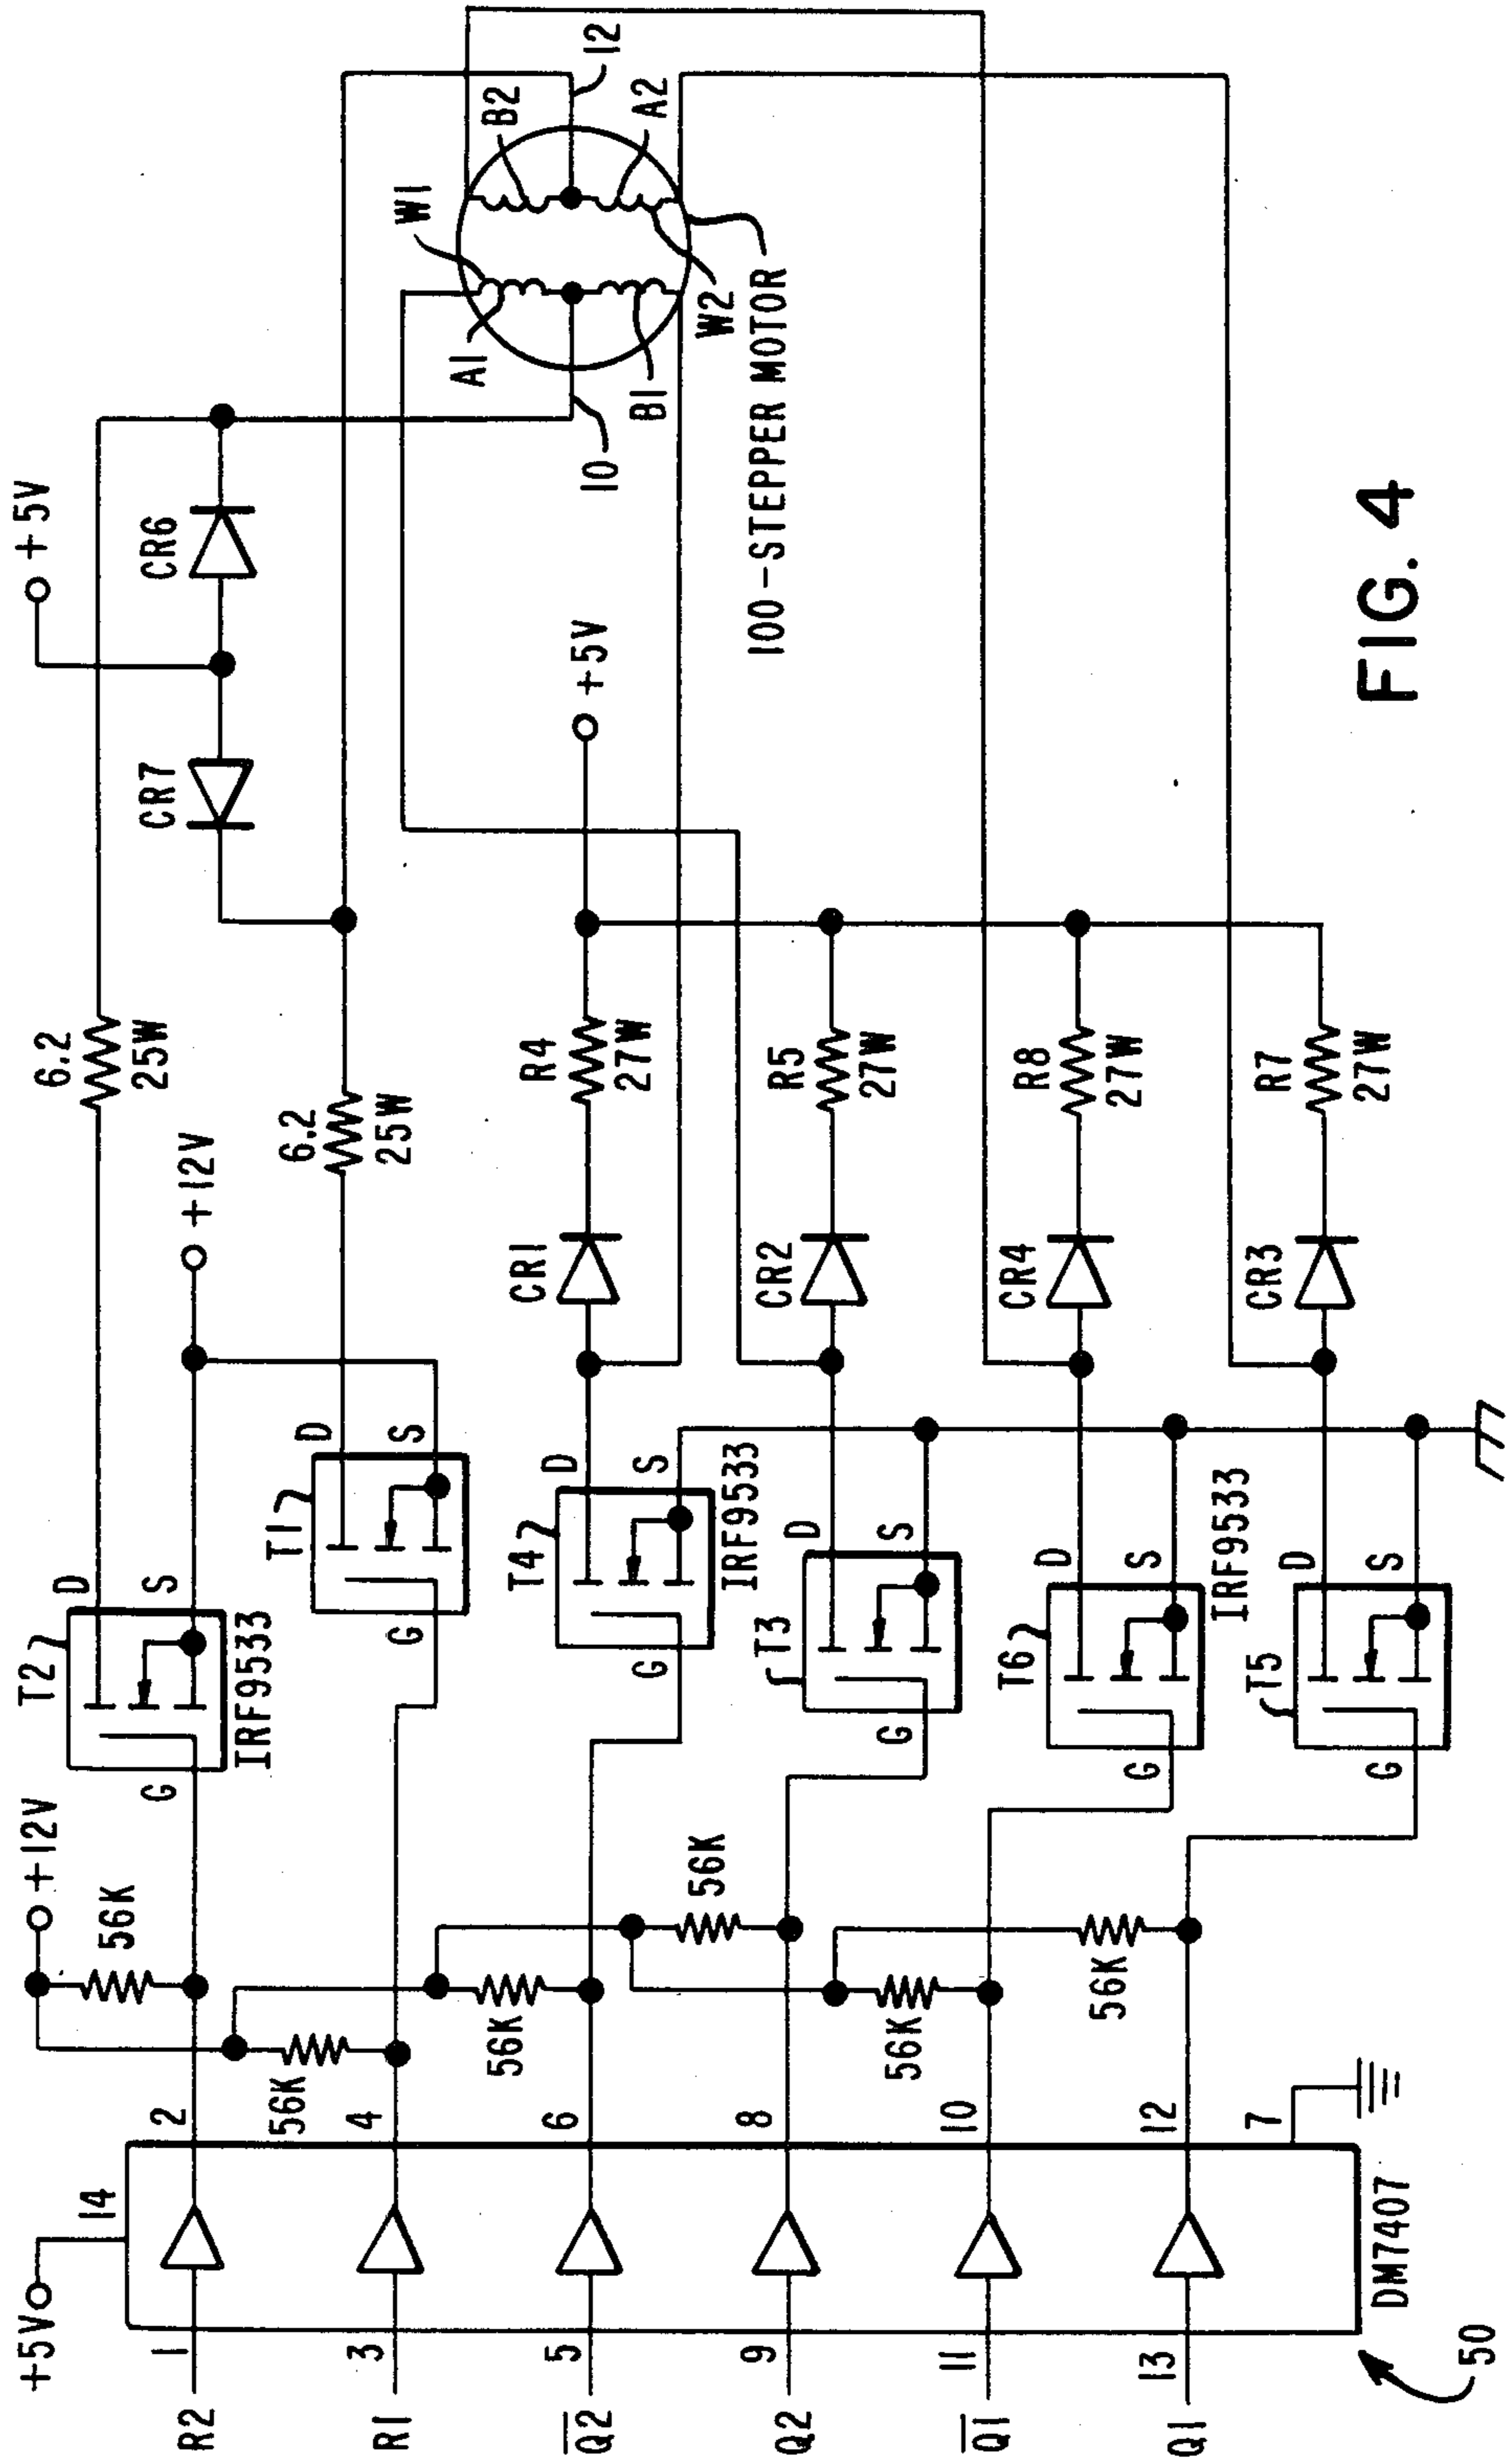 +5V
14
R2
1
2
R1
3
4
Q̅2̅
5
6
Q2
9
8
Q̅1̅
11
10
Q1
13
12
7
DM7407
50
+12V
56K
56K
56K
56K
56K
56K
T2
G
D
S
IRF9533
T1
G
D
S
T4
G
D
S
IRF9533
T3
G
D
S
T6
G
D
S
IRF9533
T5
G
D
S
+12V
6.2
25W
6.2
25W
CR1
R4
27W
CR2
R5
27W
CR4
R8
27W
CR3
R7
27W
+5V
CR7
CR6
+5V
10
12
W1
A1
B1
B2
A2
W2
100-STEPPER MOTOR
FIG. 4